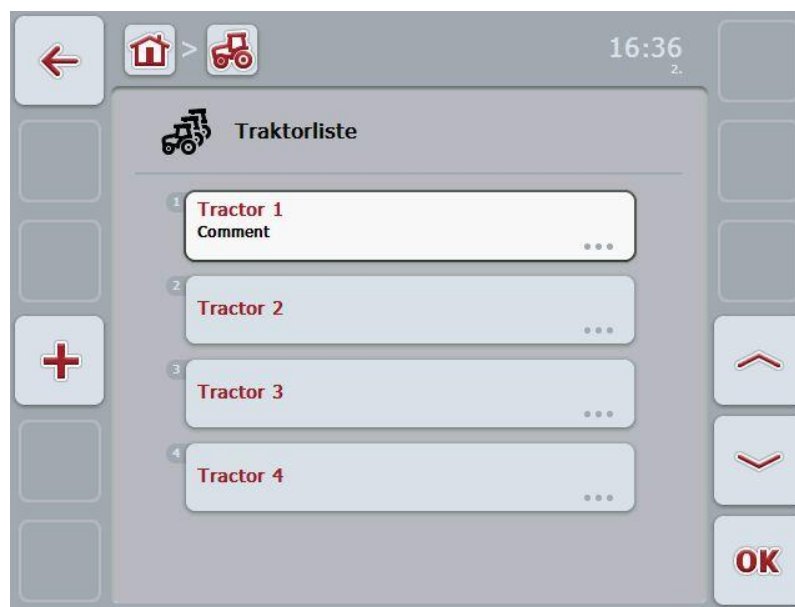 >
16:36
2.
Traktorliste
1
Tractor 1
Comment
2
Tractor 2
3
Tractor 3
4
Tractor 4
OK